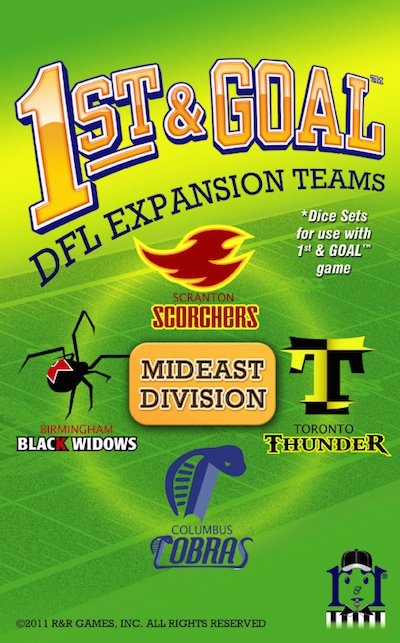 1ST & GOAL™
DFL EXPANSION TEAMS
*Dice Sets
for use with
1st & GOAL™
game
SCRANTON
SCORCHERS
MIDEAST
DIVISION
BIRMINGHAM
BLACK WIDOWS
T
TORONTO
THUNDER
COLUMBUS
COBRAS
R&R
®
©2011 R&R GAMES, INC. ALL RIGHTS RESERVED